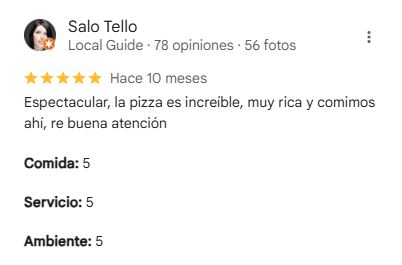 Salo Tello
Local Guide · 78 opiniones · 56 fotos
Hace 10 meses
Espectacular, la pizza es increíble, muy rica y comimos
ahí, re buena atención
Comida: 5
Servicio: 5
Ambiente: 5